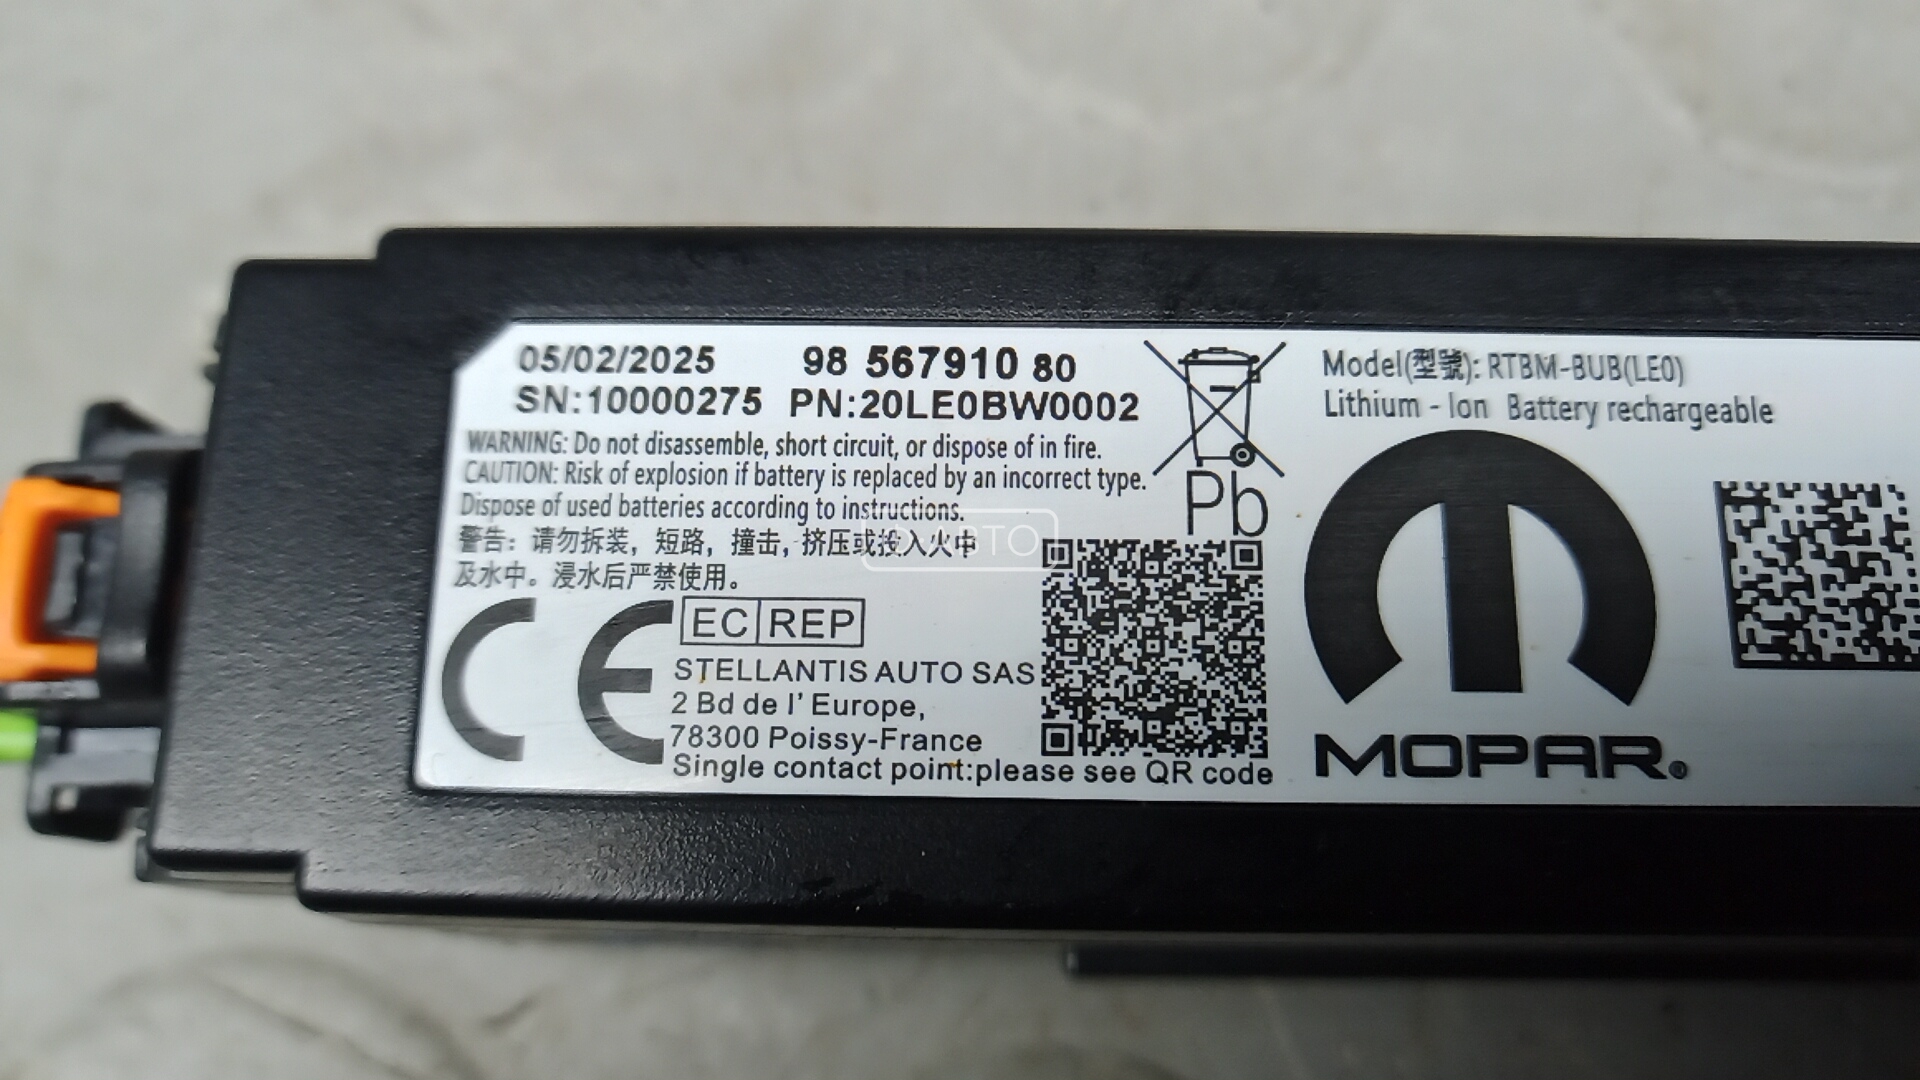 05/02/2025 98 567910 80
SN:10000275 PN:20LE0BW0002
WARNING: Do not disassemble, short circuit, or dispose of in fire.
CAUTION: Risk of explosion if battery is replaced by an incorrect type.
Dispose of used batteries according to instructions.
警告：请勿拆装，短路，撞击，挤压或投入火中
及水中。浸水后严禁使用。
EC REP
STELLANTIS AUTO SAS
2 Bd de l' Europe,
78300 Poissy-France
Single contact point:please see QR code
Pb
Model(型號): RTBM-BUB(LE0)
Lithium - Ion Battery rechargeable
MOPAR®
CE